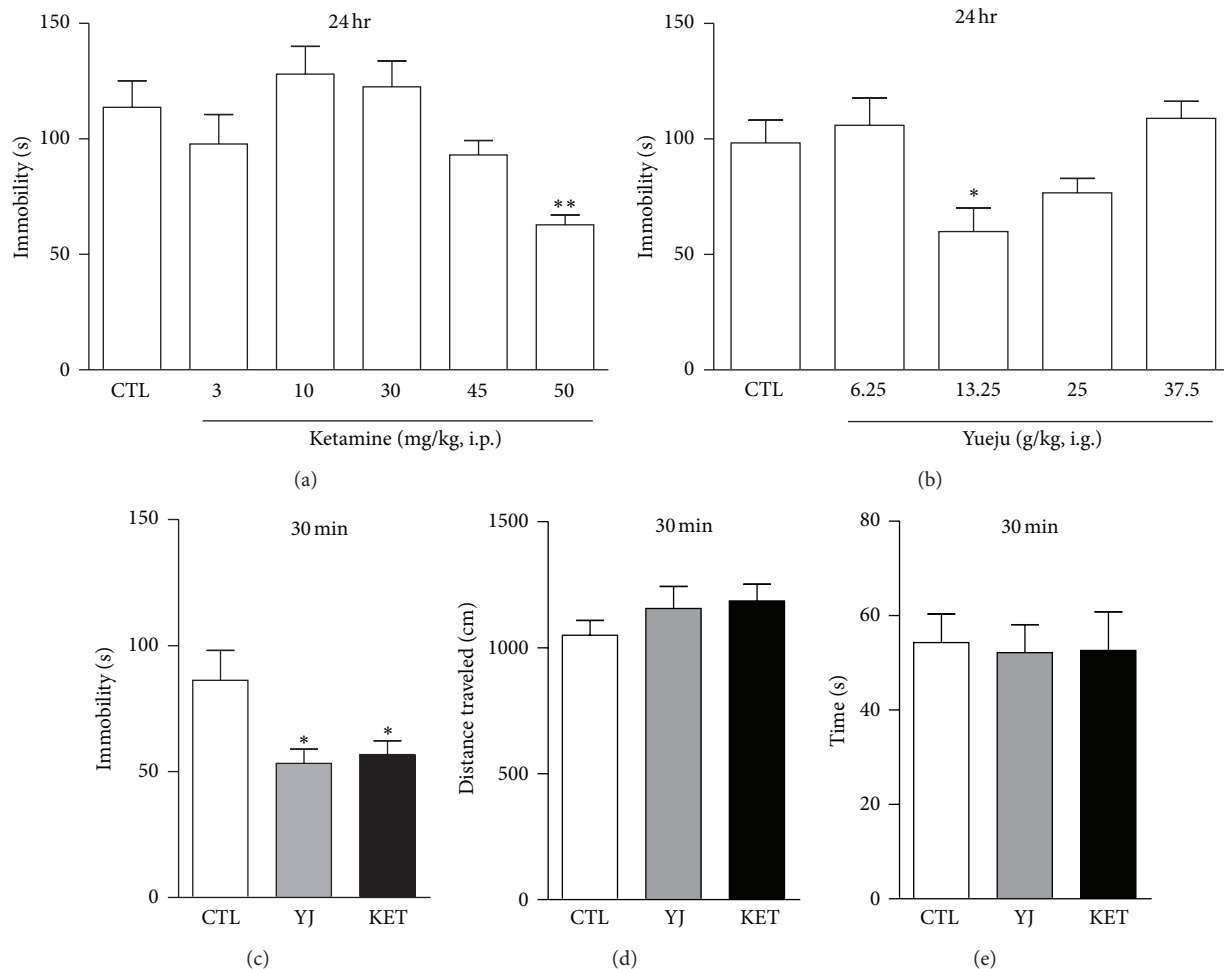 24 hr
150
100
50
0
Immobility (s)
**
CTL 3 10 30 45 50
Ketamine (mg/kg, i.p.)
(a)
24 hr
150
100
50
0
Immobility (s)
*
CTL 6.25 13.25 25 37.5
Yueju (g/kg, i.g.)
(b)
30 min
150
100
50
0
Immobility (s)
* *
CTL YJ KET
(c)
30 min
1500
1000
500
0
Distance traveled (cm)
CTL YJ KET
(d)
30 min
80
60
40
20
0
Time (s)
CTL YJ KET
(e)